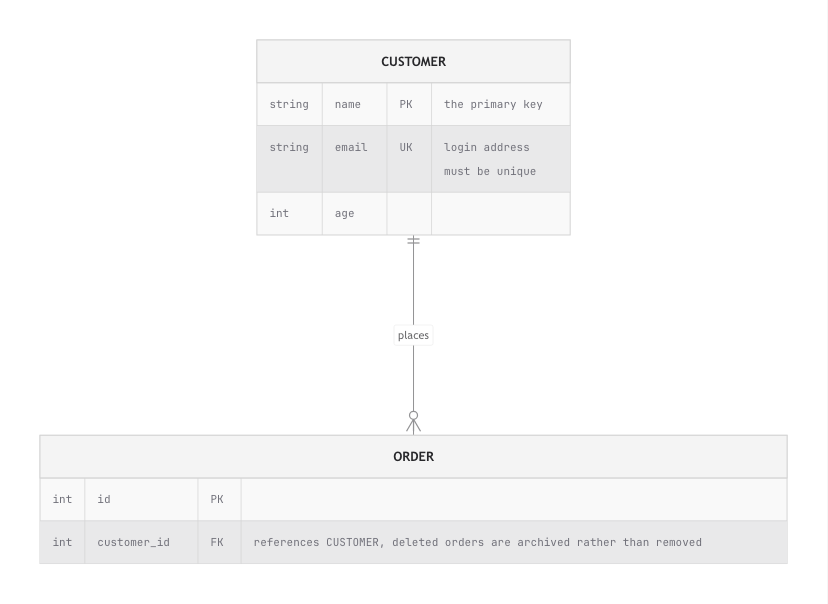 CUSTOMER
string name PK the primary key
string email UK login address
must be unique
int age
places
ORDER
int id PK
int customer_id FK references CUSTOMER, deleted orders are archived rather than removed